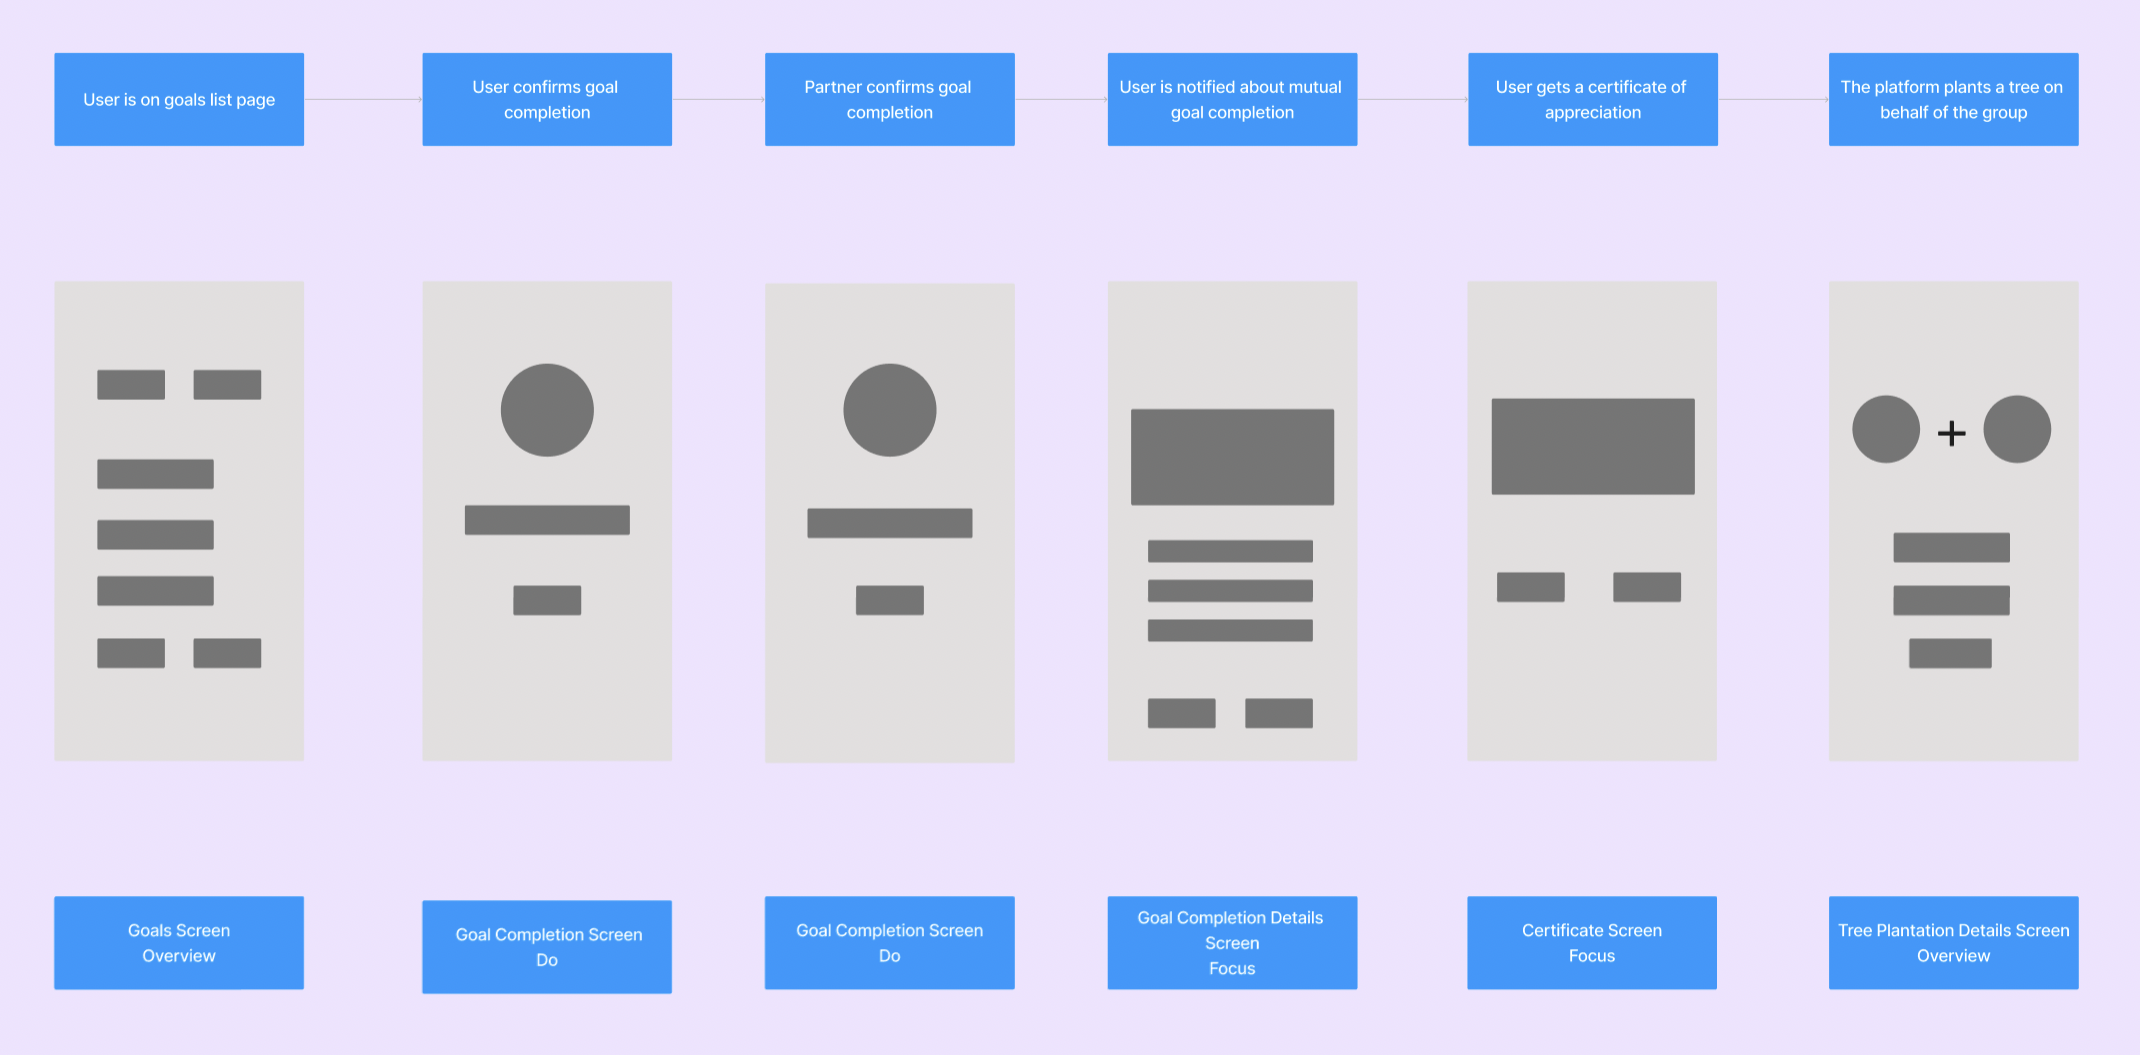 User is on goals list page
User confirms goal
completion
Partner confirms goal
completion
User is notified about mutual
goal completion
User gets a certificate of
appreciation
The platform plants a tree on
behalf of the group
+
Goals Screen
Overview
Goal Completion Screen
Do
Goal Completion Screen
Do
Goal Completion Details
Screen
Focus
Certificate Screen
Focus
Tree Plantation Details Screen
Overview